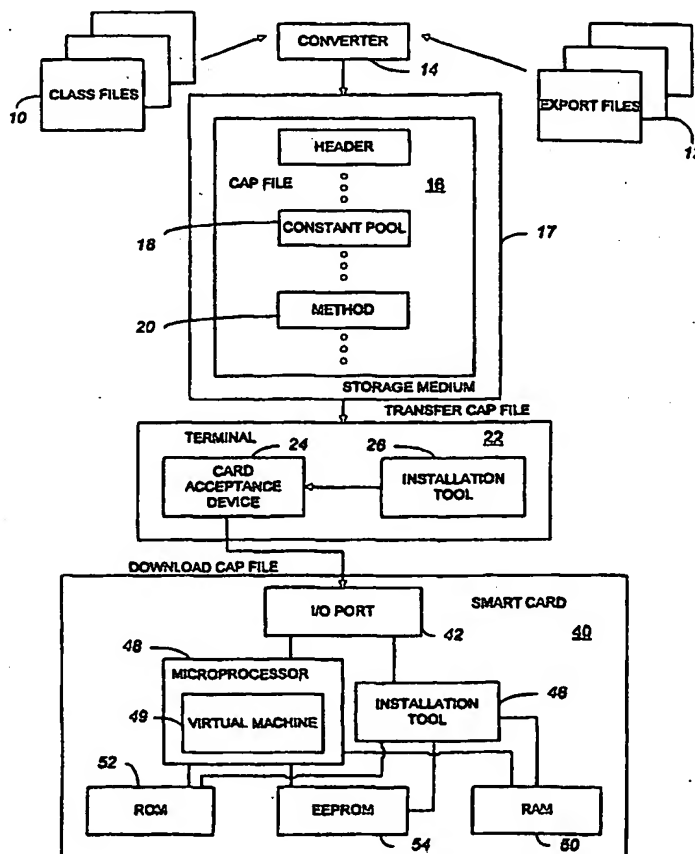 CONVERTER
14
CLASS FILES
10
EXPORT FILES
HEADER
CAP FILE
16
CONSTANT POOL
18
17
METHOD
20
STORAGE MEDIUM
TRANSFER CAP FILE
TERMINAL
24
26
22
CARD
ACCEPTANCE
DEVICE
INSTALLATION
TOOL
DOWNLOAD CAP FILE
I/O PORT
SMART CARD
42
40
48
MICROPROCESSOR
49
VIRTUAL MACHINE
INSTALLATION
TOOL
48
52
ROM
EEPROM
54
RAM
50